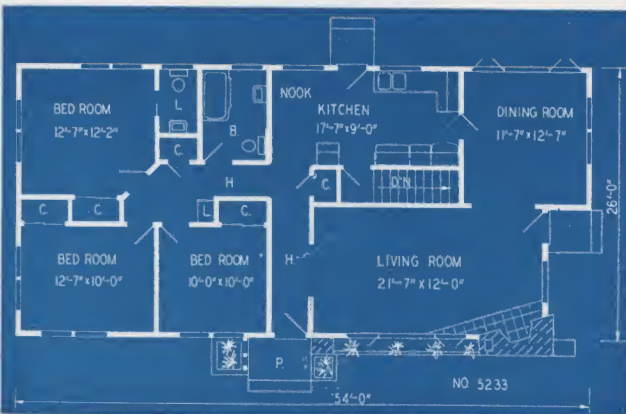 BED ROOM
12'-7" x 12'-2"
L
B.
NOOK
KITCHEN
17'-7" x 9'-0"
DINING ROOM
11'-7" x 12'-7"
C.
H
C.
D'N.
C.
C.
L
C.
26'-0"
BED ROOM
12'-7" x 10'-0"
BED ROOM
10'-0" x 10'-0"
H.
LIVING ROOM
21'-7" x 12'-0"
P.
NO. 5233
54'-0"